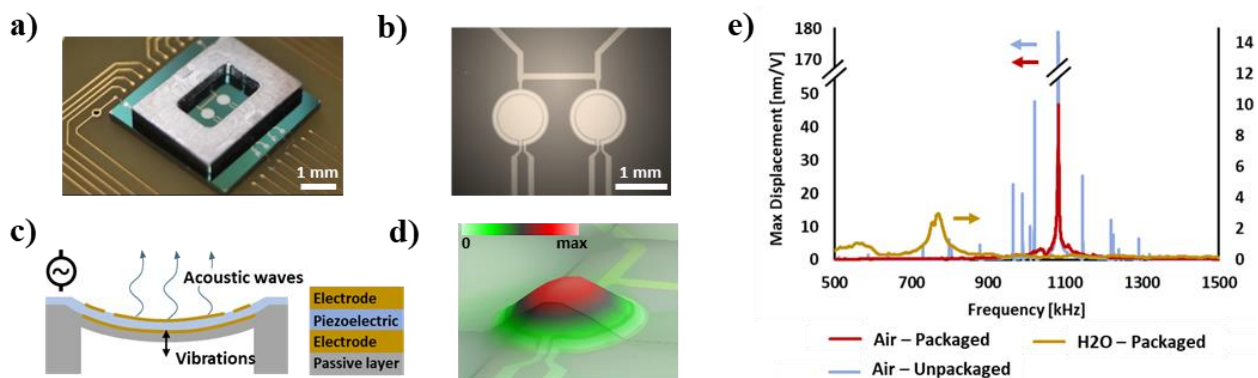 a)
1 mm
b)
1 mm
c)
Acoustic waves
Vibrations
Electrode
Piezoelectric
Electrode
Passive layer
d)
0 max
e)
180
170
50
40
30
20
10
0
Max Displacement [nm/V]
14
12
10
8
6
4
2
0
500 700 900 1100 1300 1500
Frequency [kHz]
Air – Packaged
H2O – Packaged
Air – Unpackaged